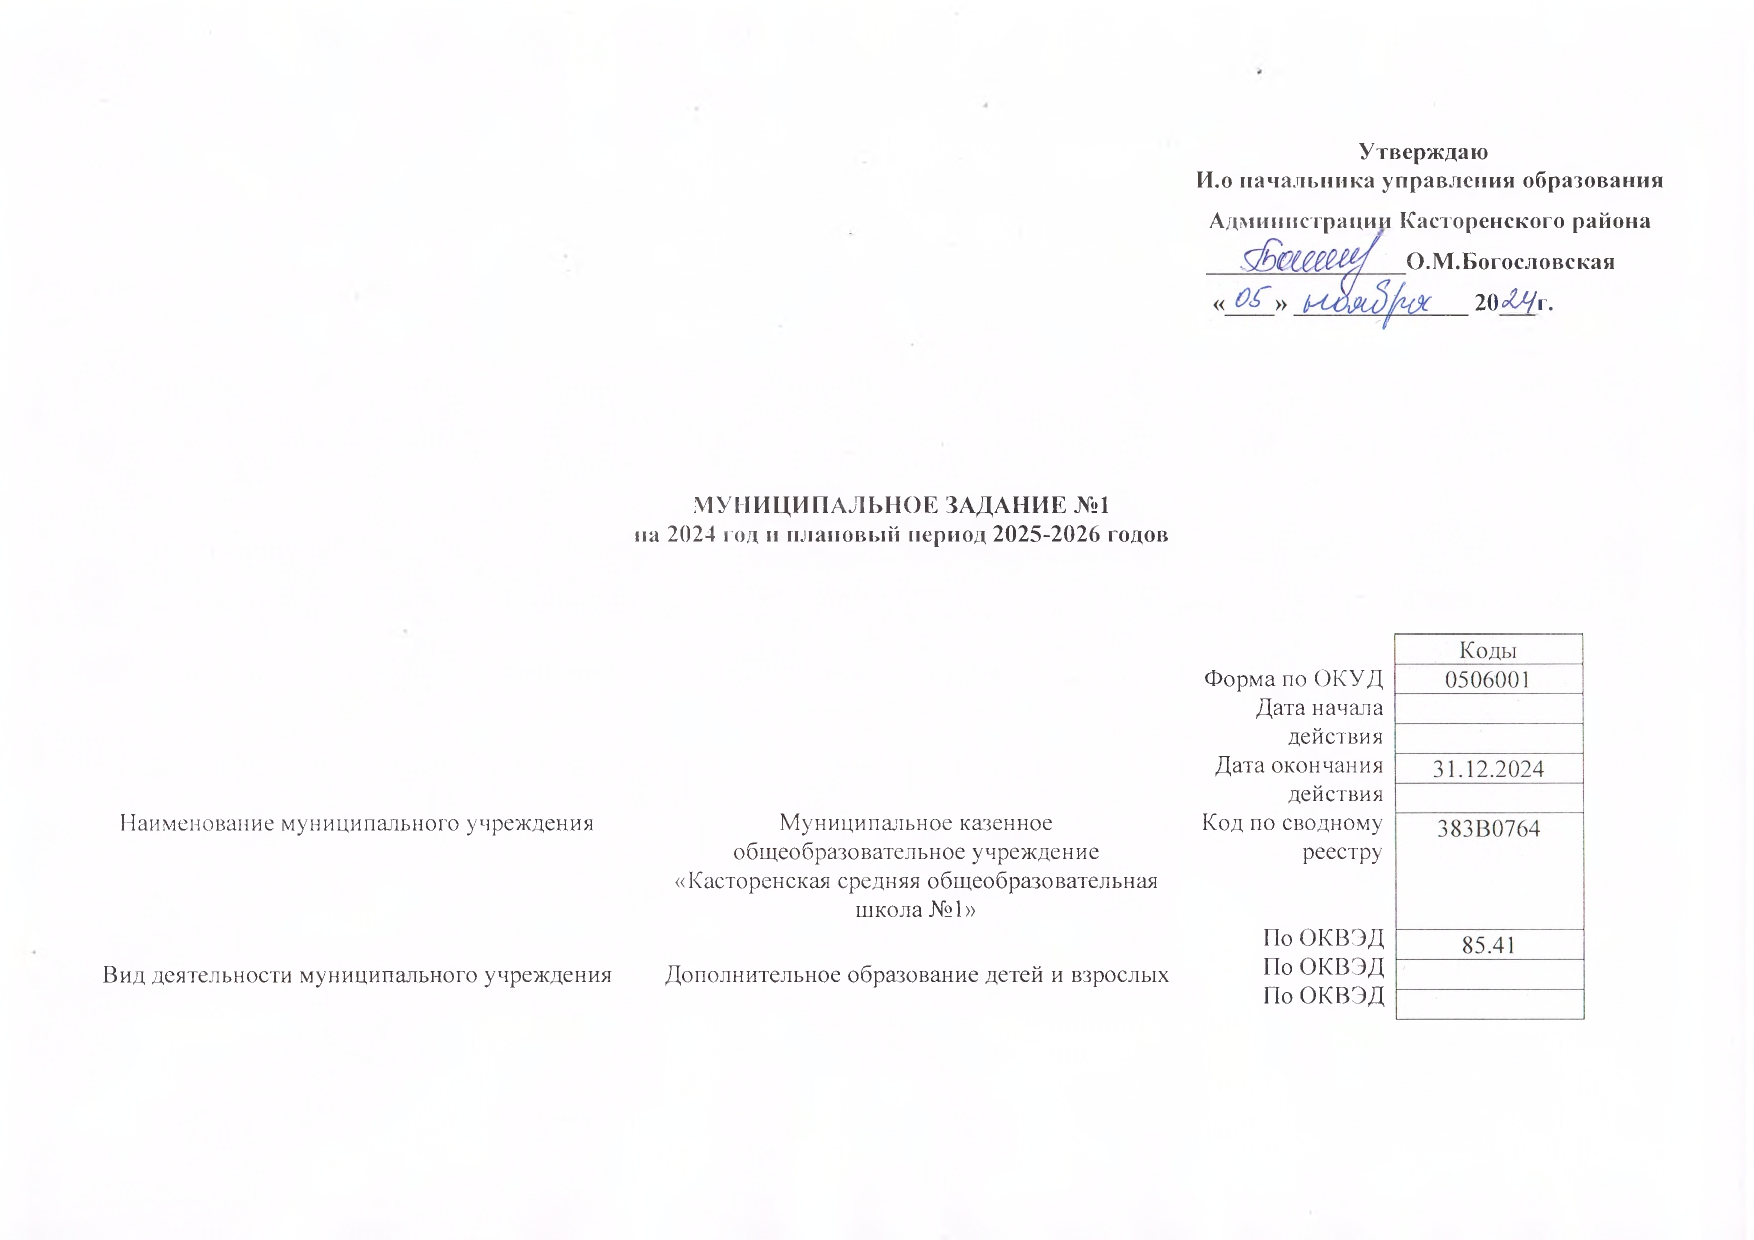 Утверждаю
И.о начальника управления образования
Администрации Касторенского района
О.М.Богословская
«05» ноября 2024г.
МУНИЦИПАЛЬНОЕ ЗАДАНИЕ №1
на 2024 год и плановый период 2025-2026 годов
Коды
Форма по ОКУД 0506001
Дата начала
действия
Дата окончания 31.12.2024
действия
Наименование муниципального учреждения
Муниципальное казенное
общеобразовательное учреждение
«Касторенская средняя общеобразовательная
школа №1»
Код по сводному 383В0764
реестру
По ОКВЭД 85.41
Вид деятельности муниципального учреждения
Дополнительное образование детей и взрослых
По ОКВЭД
По ОКВЭД